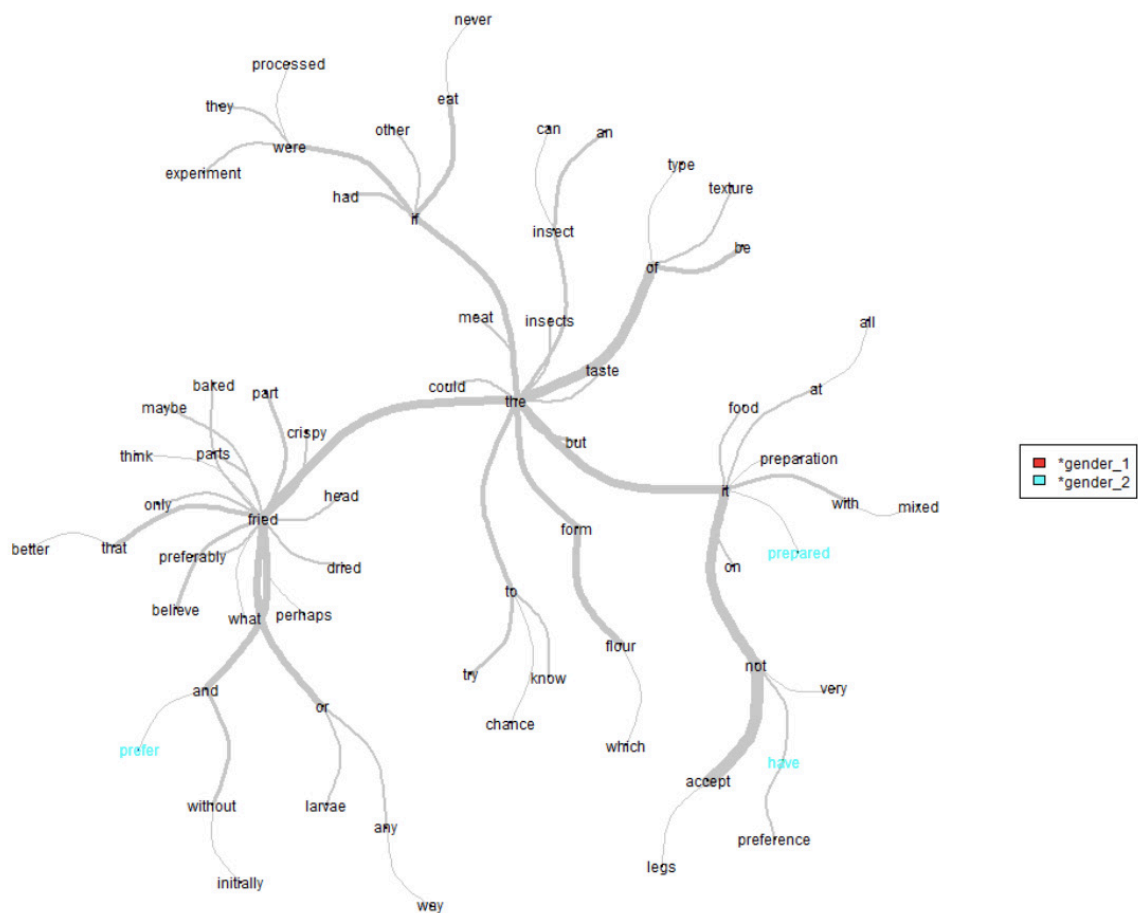 never
processed
eat
they
other
can
an
were
type
experiment
texture
had
if
insect
be
of
all
meat
insects
taste
could
baked
part
the
at
maybe
food
crispy
but
think
parts
preparation
head
it
only
with
mixed
fried
form
better
that
prepared
preferably
dried
on
to
believe
what
perhaps
flour
not
try
know
very
and
or
chance
which
prefer
have
accept
without
larvae
any
preference
legs
initially
way
*gender_1
*gender_2